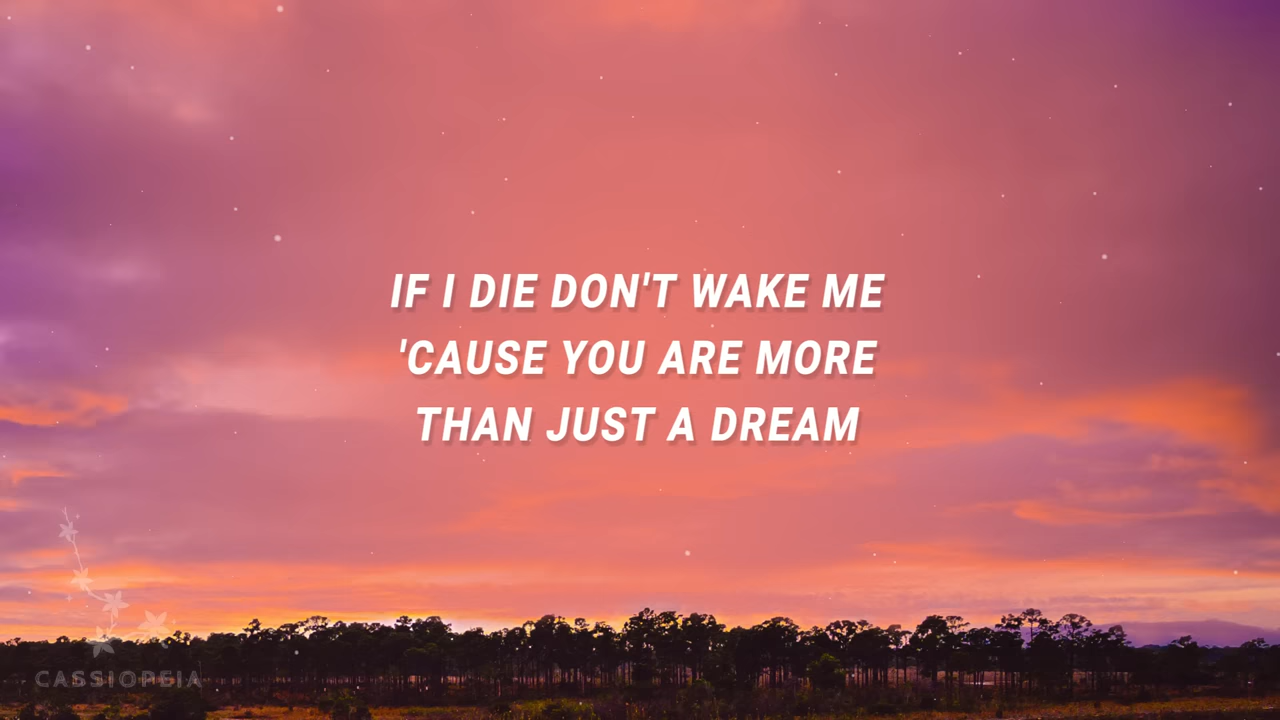 IF I DIE DON'T WAKE ME
'CAUSE YOU ARE MORE
THAN JUST A DREAM
CASSIOPEIA